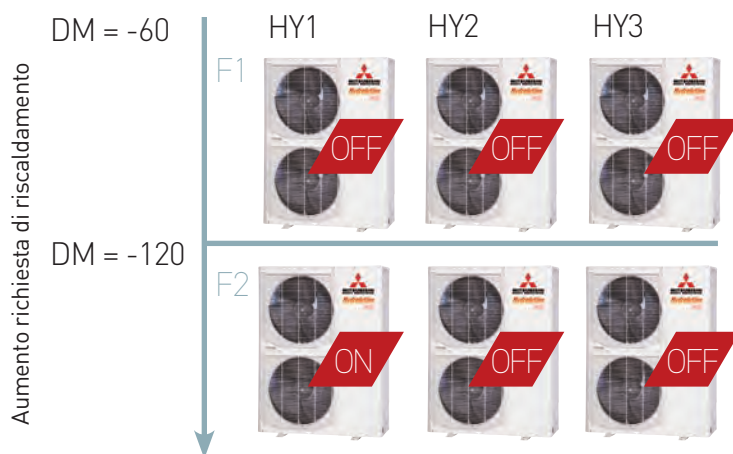 DM = -60
HY1 HY2 HY3
F1
OFF OFF OFF
Aumento richiesta di riscaldamento
DM = -120
F2
ON OFF OFF